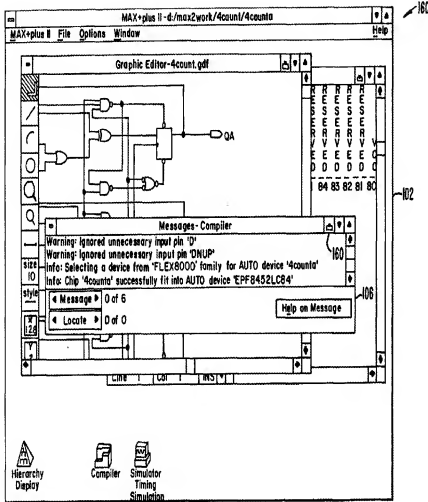 160
MAX+plus II - d:/max2work/4count/4counta
MAX+plus II File Options Window Help
Graphic Editor-4count.gdf
QA
R R R R R
E E E E E
S S S S S
E E E E E
R R R R R
V V V V V V
E E E E E C
D D D D D C
84 83 82 81 80
102
Messages - Compiler
Warning: Ignored unnecessary input pin 'D'
Warning: Ignored unnecessary input pin 'DNUP'
Info: Selecting a device from 'FLEX8000' family for AUTO device '4counta'
Info: Chip '4counta' successfully fit into AUTO device 'EPF8452LC84'
160
106
Message 0 of 6
Help on Message
Locate 0 of 0
size
10
style
128
Line 1 Col 1 INS
Hierarchy
Display
Compiler
Simulator
Timing
Simulation